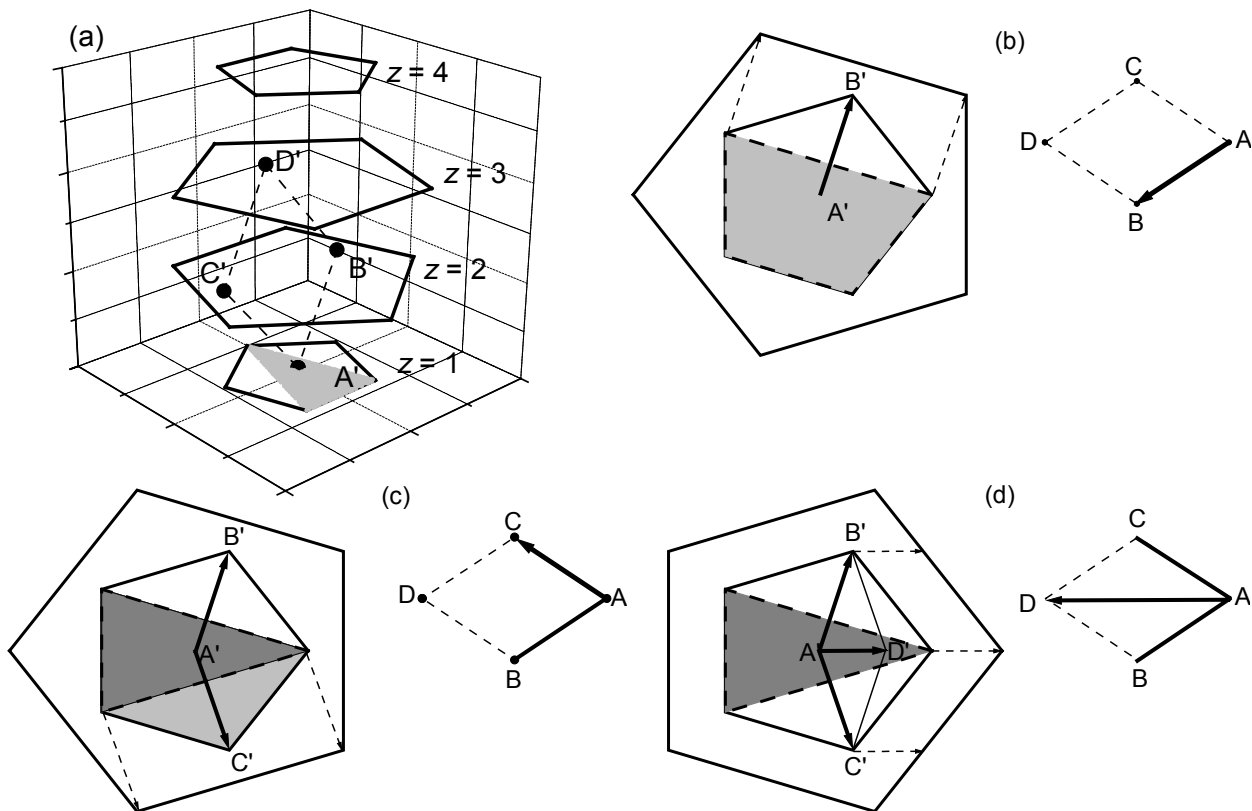 (a)
z = 4
D'
z = 3
C'
B'
z = 2
A'
z = 1
(b)
B'
A'
C
D
A
B
(c)
B'
A'
C'
C
D
A
B
(d)
B'
A'
D'
C'
C
D
A
B